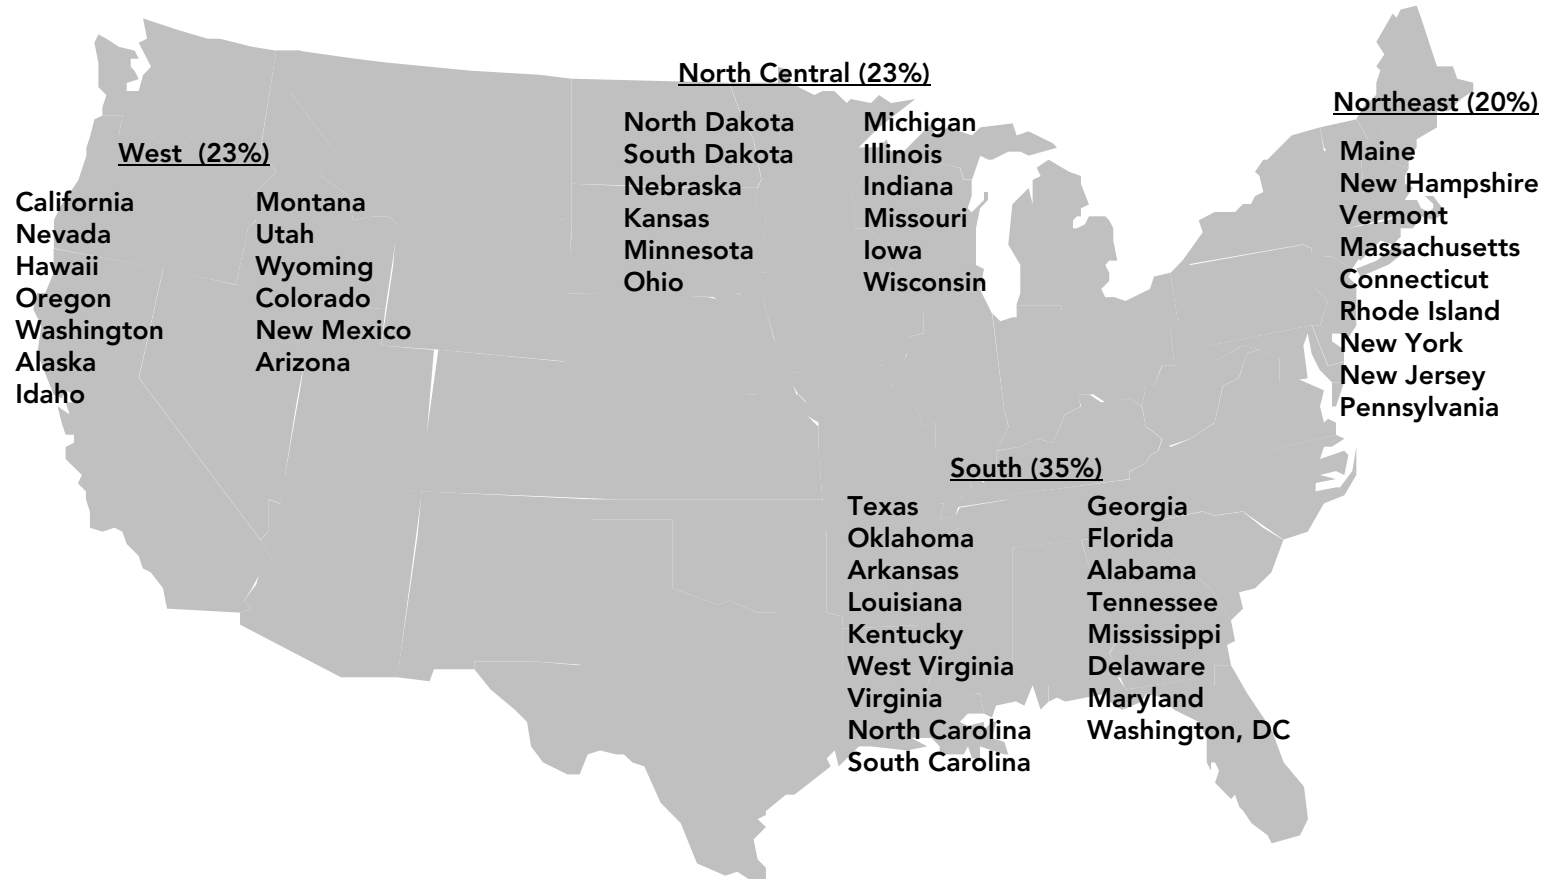 North Central (23%)
North Dakota
South Dakota
Nebraska
Kansas
Minnesota
Ohio
Michigan
Illinois
Indiana
Missouri
Iowa
Wisconsin
Northeast (20%)
Maine
New Hampshire
Vermont
Massachusetts
Connecticut
Rhode Island
New York
New Jersey
Pennsylvania
West  (23%)
California
Nevada
Hawaii
Oregon
Washington
Alaska
Idaho
Montana
Utah
Wyoming
Colorado
New Mexico
Arizona
South (35%)
Texas
Oklahoma
Arkansas
Louisiana
Kentucky
West Virginia
Virginia
North Carolina
South Carolina
Georgia
Florida
Alabama
Tennessee
Mississippi
Delaware
Maryland
Washington, DC